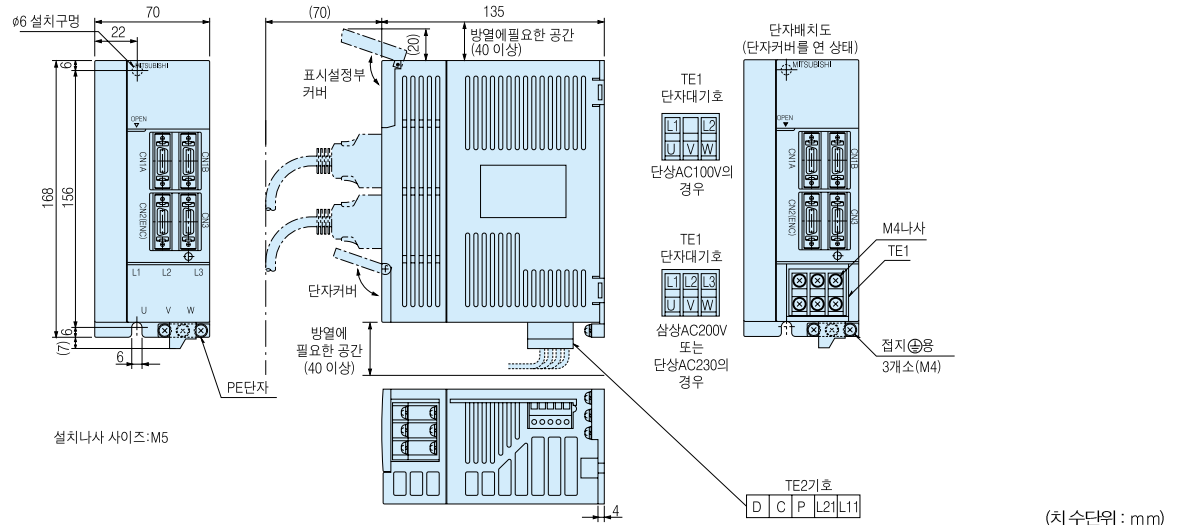 70
ø6 설치구멍
22
6
MITSUBISHI
OPEN
CN1A
CN1B
CN2(ENC)
CN3
168
156
L1 L2 L3
U V W
6
(7)
6
PE단자
설치나사 사이즈:M5
(70)
135
(20)
방열에필요한 공간
(40 이상)
표시설정부
커버
단자커버
방열에
필요한 공간
(40 이상)
4
TE1
단자대기호
L1 L2
U V W
단상AC100V의
경우
TE1
단자대기호
L1 L2 L3
U V W
삼상AC200V
또는
단상AC230의
경우
단자배치도
(단자커버를 연 상태)
MITSUBISHI
OPEN
CN1A
CN1B
CN2(ENC)
CN3
M4나사
TE1
접지용
3개소(M4)
TE2기호
D C P L21 L11
(치수단위 : mm)